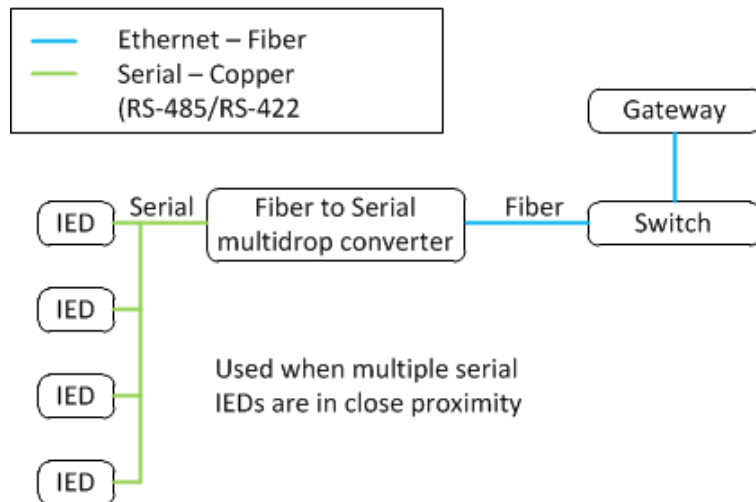 Ethernet – Fiber
Serial – Copper
(RS-485/RS-422
Gateway
IED
Serial
Fiber to Serial
multidrop converter
Fiber
Switch
IED
IED
IED
Used when multiple serial
IEDs are in close proximity